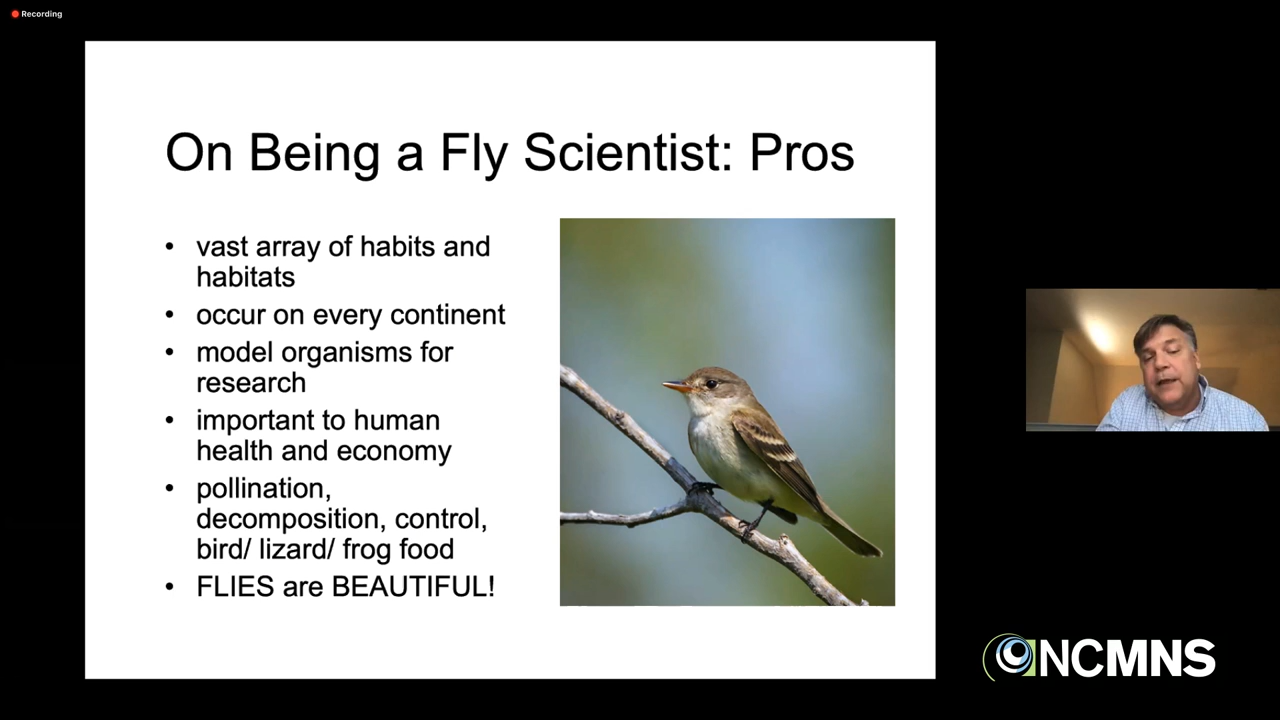 Recording
On Being a Fly Scientist: Pros
• vast array of habits and
habitats
• occur on every continent
• model organisms for
research
• important to human
health and economy
• pollination,
decomposition, control,
bird/ lizard/ frog food
• FLIES are BEAUTIFUL!
NCMNS